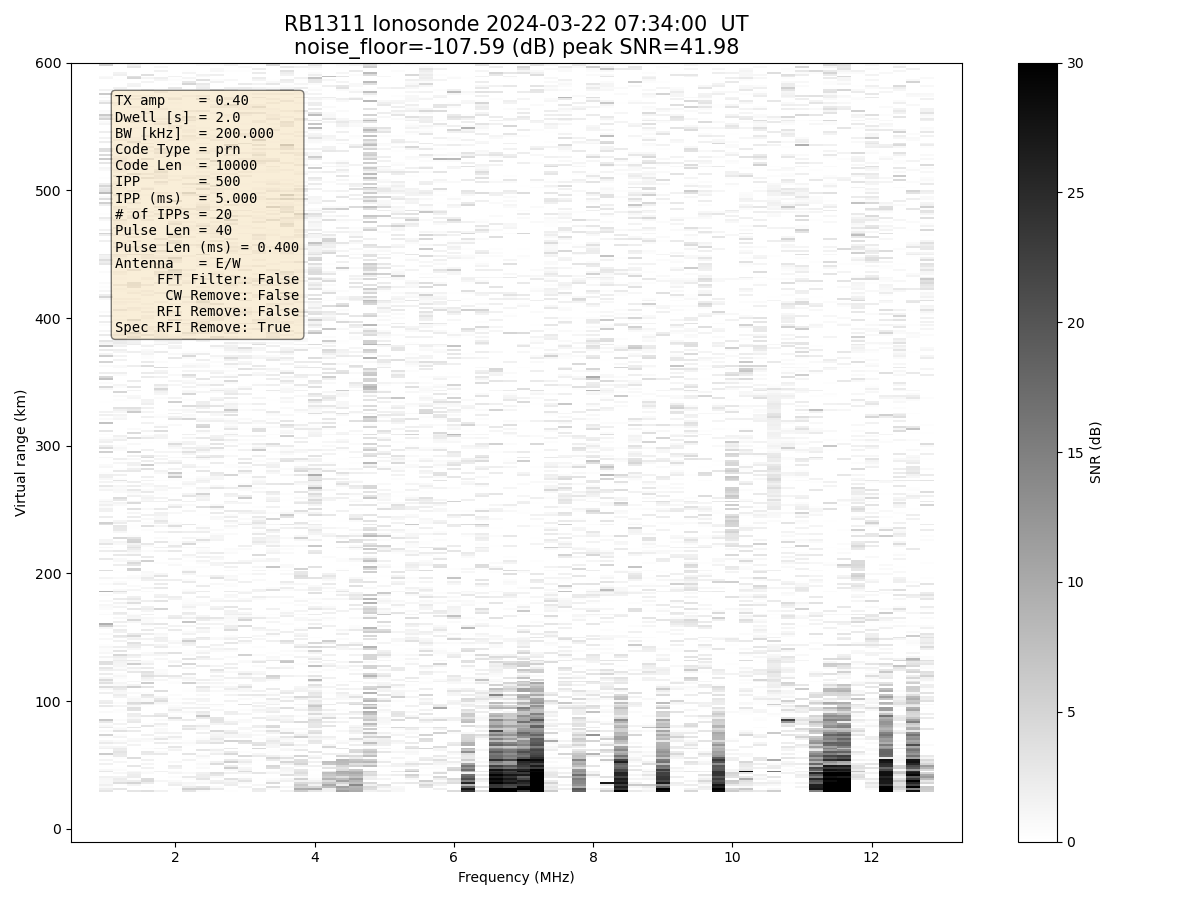 RB1311 Ionosonde 2024-03-22 07:34:00  UT
noise_floor=-107.59 (dB) peak SNR=41.98
TX amp    = 0.40
Dwell [s] = 2.0
BW [kHz]  = 200.000
Code Type = prn
Code Len  = 10000
IPP       = 500
IPP (ms)  = 5.000
# of IPPs = 20
Pulse Len = 40
Pulse Len (ms) = 0.400
Antenna   = E/W
FFT Filter: False
CW Remove: False
RFI Remove: False
Spec RFI Remove: True
Virtual range (km)
600
500
400
300
200
100
0
2 4 6 8 10 12
Frequency (MHz)
30
25
20
15
10
5
0
SNR (dB)